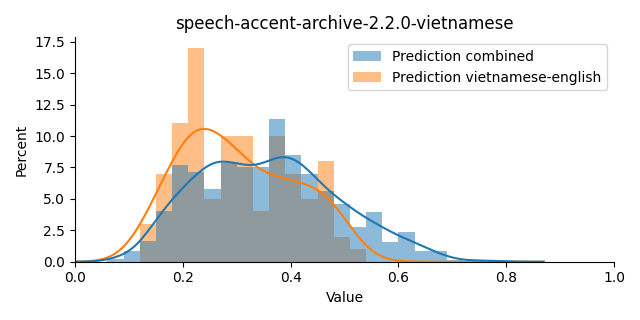 speech-accent-archive-2.2.0-vietnamese
Prediction combined
Prediction vietnamese-english
Percent
17.5
15.0
12.5
10.0
7.5
5.0
2.5
0.0
0.0 0.2 0.4 0.6 0.8 1.0
Value